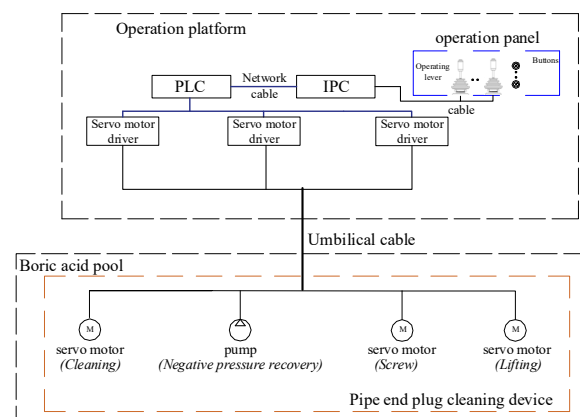 Operation platform
operation panel
Operating
lever
Buttons
PLC
Network
cable
IPC
cable
Servo motor
driver
Servo motor
driver
Servo motor
driver
Umbilical cable
Boric acid pool
M
M
M
servo motor
(Cleaning)
pump
(Negative pressure recovery)
servo motor
(Screw)
servo motor
(Lifting)
Pipe end plug cleaning device